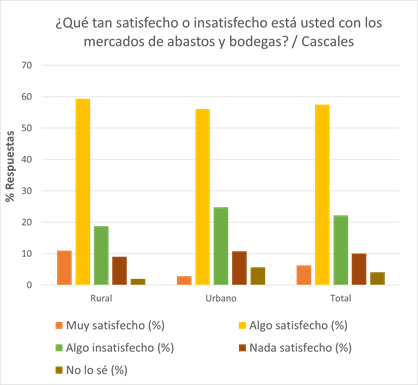 ¿Qué tan satisfecho o insatisfecho está usted con los
mercados de abastos y bodegas? / Cascales
70
60
50
40
30
20
10
0
% Respuestas
Rural Urbano Total
Muy satisfecho (%) Algo satisfecho (%)
Algo insatisfecho (%) Nada satisfecho (%)
No lo sé (%)